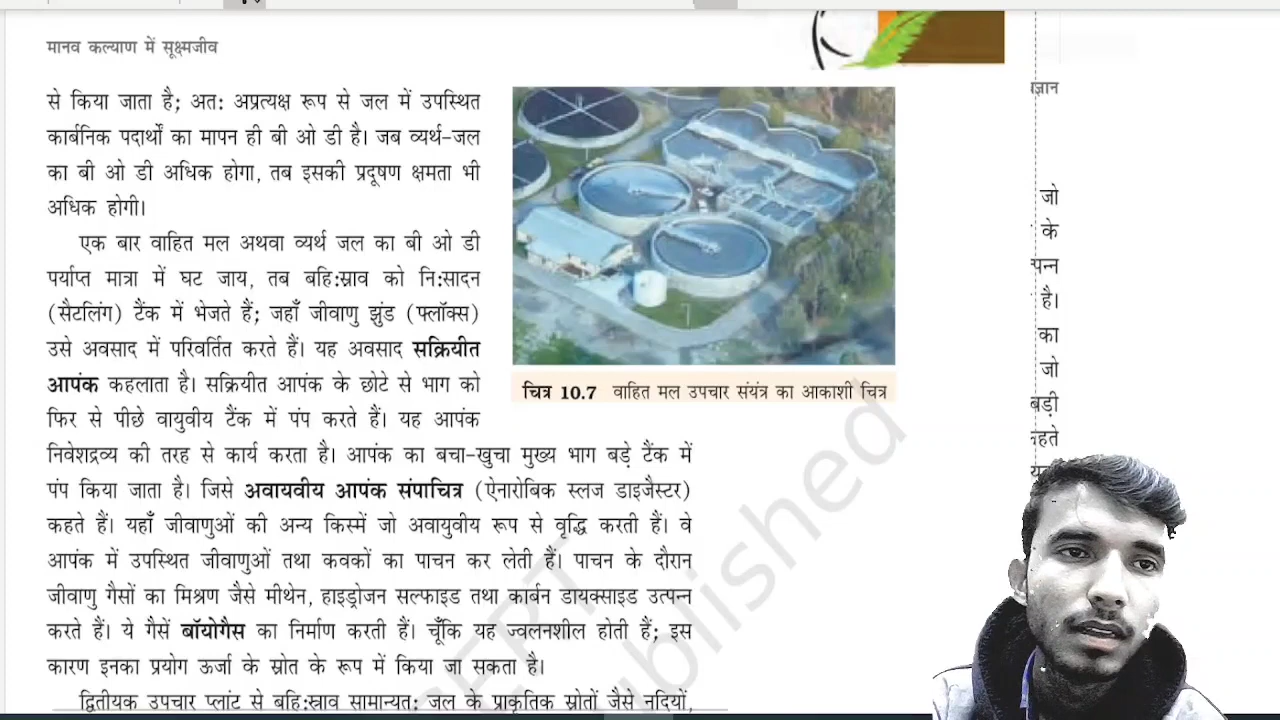 मानव कल्याण में सूक्ष्मजीव
से किया जाता है; अतः अप्रत्यक्ष रूप से जल में उपस्थित
कार्बनिक पदार्थों का मापन ही बी ओ डी है। जब व्यर्थ-जल
का बी ओ डी अधिक होगा, तब इसकी प्रदूषण क्षमता भी
अधिक होगी।
एक बार वाहित मल अथवा व्यर्थ जल का बी ओ डी
पर्याप्त मात्रा में घट जाय, तब बहि:स्राव को नि:सादन
(सैटलिंग) टैंक में भेजते हैं; जहाँ जीवाणु झुंड (फ्लॉक्स)
उसे अवसाद में परिवर्तित करते हैं। यह अवसाद सक्रियीत
आपंक कहलाता है। सक्रियीत आपंक के छोटे से भाग को
फिर से पीछे वायुवीय टैंक में पंप करते हैं। यह आपंक
निवेशद्रव्य की तरह से कार्य करता है। आपंक का बचा-खुचा मुख्य भाग बड़े टैंक में
पंप किया जाता है। जिसे अवायवीय आपंक संपाचित्र (ऐनारोबिक स्लज डाइजैस्टर)
कहते हैं। यहाँ जीवाणुओं की अन्य किस्में जो अवायुवीय रूप से वृद्धि करती हैं। वे
आपंक में उपस्थित जीवाणुओं तथा कवकों का पाचन कर लेती हैं। पाचन के दौरान
जीवाणु गैसों का मिश्रण जैसे मीथेन, हाइड्रोजन सल्फाइड तथा कार्बन डायक्साइड उत्पन्न
करते हैं। ये गैसें बॉयोगैस का निर्माण करती हैं। चूँकि यह ज्वलनशील होती हैं; इस
कारण इनका प्रयोग ऊर्जा के स्रोत के रूप में किया जा सकता है।
द्वितीयक उपचार प्लांट से बहि:स्राव सामान्यत: जल के प्राकृतिक स्रोतों जैसे नदियों,
चित्र 10.7 वाहित मल उपचार संयंत्र का आकाशी चित्र
जो
के
है।
का
जो